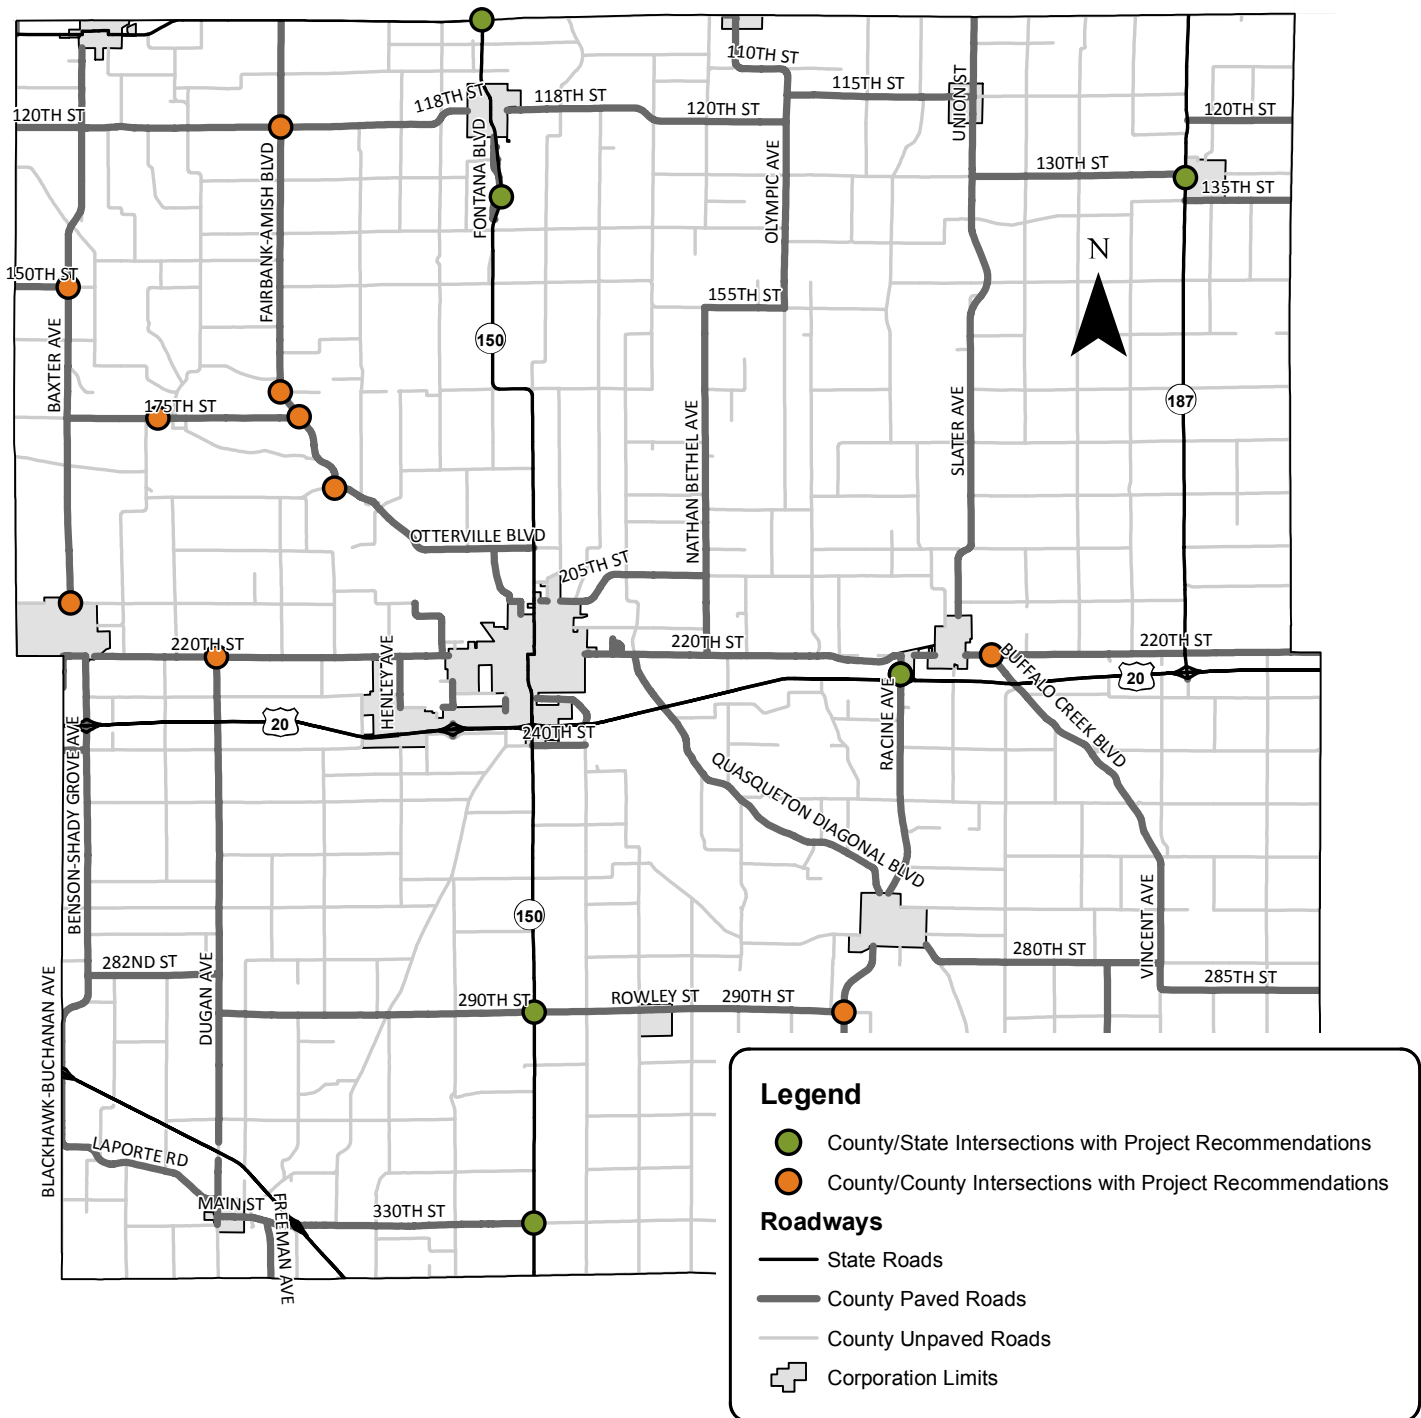 110TH ST
118TH ST
118TH ST
115TH ST
120TH ST
120TH ST
120TH ST
UNION ST
130TH ST
135TH ST
FAIRBANK-AMISH BLVD
FONTANA BLVD
OLYMPIC AVE
N
150TH ST
155TH ST
150
BAXTER AVE
175TH ST
NATHAN BETHEL AVE
SLATER AVE
187
OTTERVILLE BLVD
205TH ST
220TH ST
HENLEY AVE
220TH ST
220TH ST
BUFFALO CREEK BLVD
20
RACINE AVE
20
240TH ST
BENSON-SHADY GROVE AVE
QUASQUETON DIAGONAL BLVD
150
VINCENT AVE
282ND ST
DUGAN AVE
280TH ST
285TH ST
BLACKHAWK-BUCHANAN AVE
290TH ST
ROWLEY ST
290TH ST
LAPORTE RD
MAIN ST
FREEMAN AVE
330TH ST
Legend
County/State Intersections with Project Recommendations
County/County Intersections with Project Recommendations
Roadways
State Roads
County Paved Roads
County Unpaved Roads
Corporation Limits